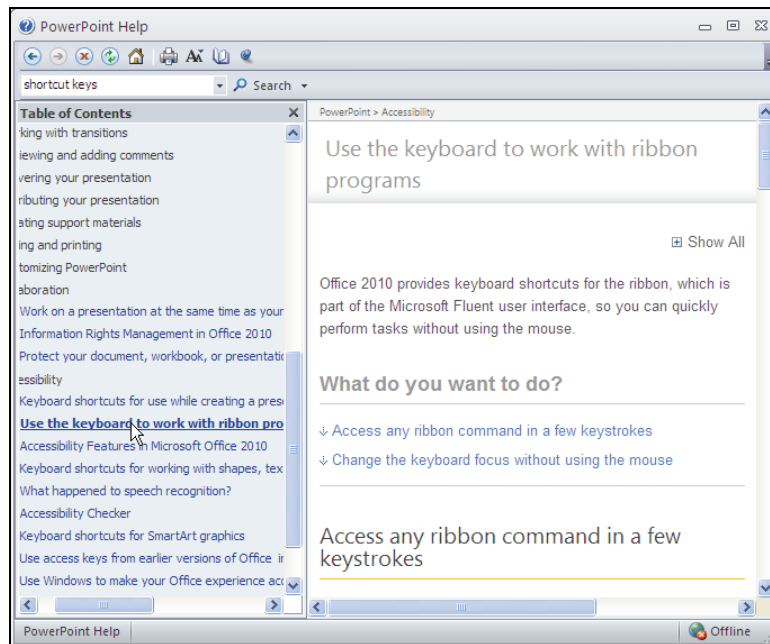 PowerPoint Help
shortcut keys
Search
Table of Contents
king with transitions
iewing and adding comments
vering your presentation
ributing your presentation
ating support materials
ing and printing
tomizing PowerPoint
aboration
Work on a presentation at the same time as your
Information Rights Management in Office 2010
Protect your document, workbook, or presentatio
essibility
Keyboard shortcuts for use while creating a pres
Use the keyboard to work with ribbon pro
Accessibility Features in Microsoft Office 2010
Keyboard shortcuts for working with shapes, tex
What happened to speech recognition?
Accessibility Checker
Keyboard shortcuts for SmartArt graphics
Use access keys from earlier versions of Office i
Use Windows to make your Office experience acc
PowerPoint > Accessibility
Use the keyboard to work with ribbon
programs
Show All
Office 2010 provides keyboard shortcuts for the ribbon, which is
part of the Microsoft Fluent user interface, so you can quickly
perform tasks without using the mouse.
What do you want to do?
Access any ribbon command in a few keystrokes
Change the keyboard focus without using the mouse
Access any ribbon command in a few
keystrokes
PowerPoint Help
Offline